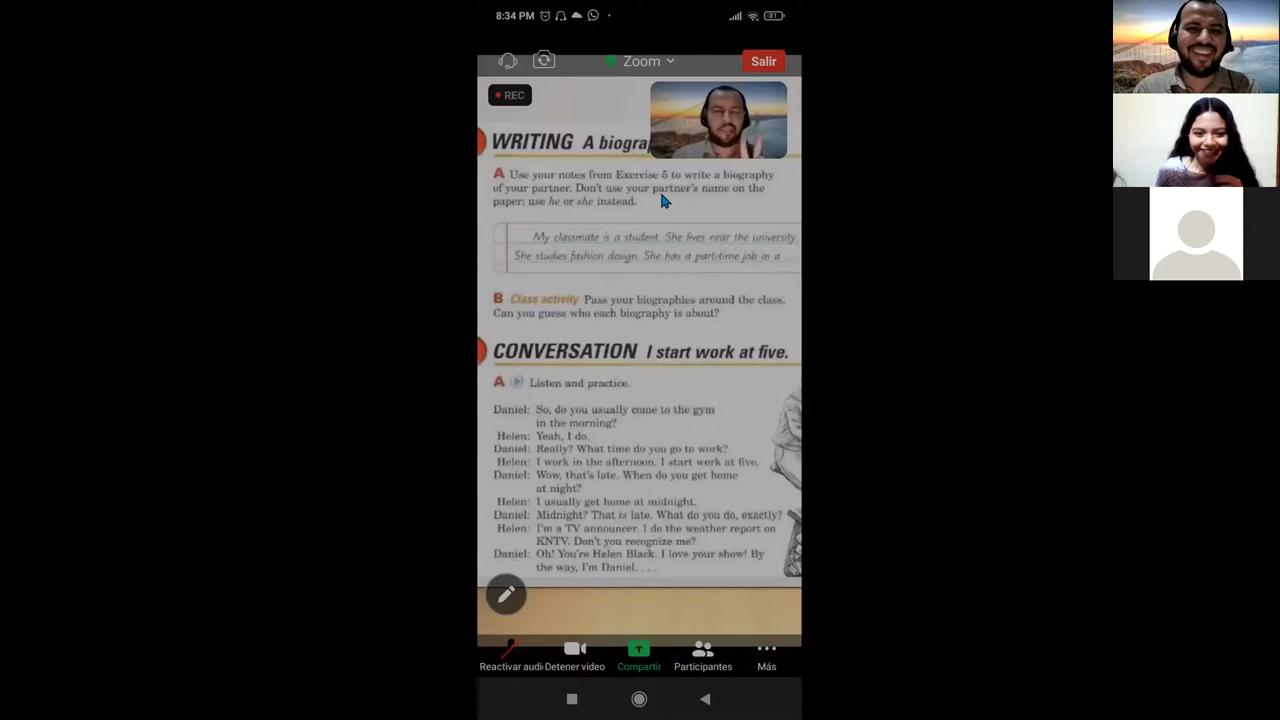 8:34 PM
31
Zoom
Salir
REC
WRITING A biogra
A Use your notes from Exercise 5 to write a biography
of your partner. Don't use your partner's name on the
paper; use he or she instead.
My classmate is a student. She lives near the university
She studies fashion design. She has a part-time job in a
B Class activity Pass your biographies around the class.
Can you guess who each biography is about?
CONVERSATION I start work at five.
A Listen and practice.
Daniel: So, do you usually come to the gym
in the morning?
Helen: Yeah, I do.
Daniel: Really? What time do you go to work?
Helen: I work in the afternoon. I start work at five.
Daniel: Wow, that's late. When do you get home
at night?
Helen: I usually get home at midnight.
Daniel: Midnight? That is late. What do you do, exactly?
Helen: I'm a TV announcer. I do the weather report on
KNTV. Don't you recognize me?
Daniel: Oh! You're Helen Black. I love your show! By
the way, I'm Daniel. . . .
Reactivar audi Detener video Compartir Participantes Más